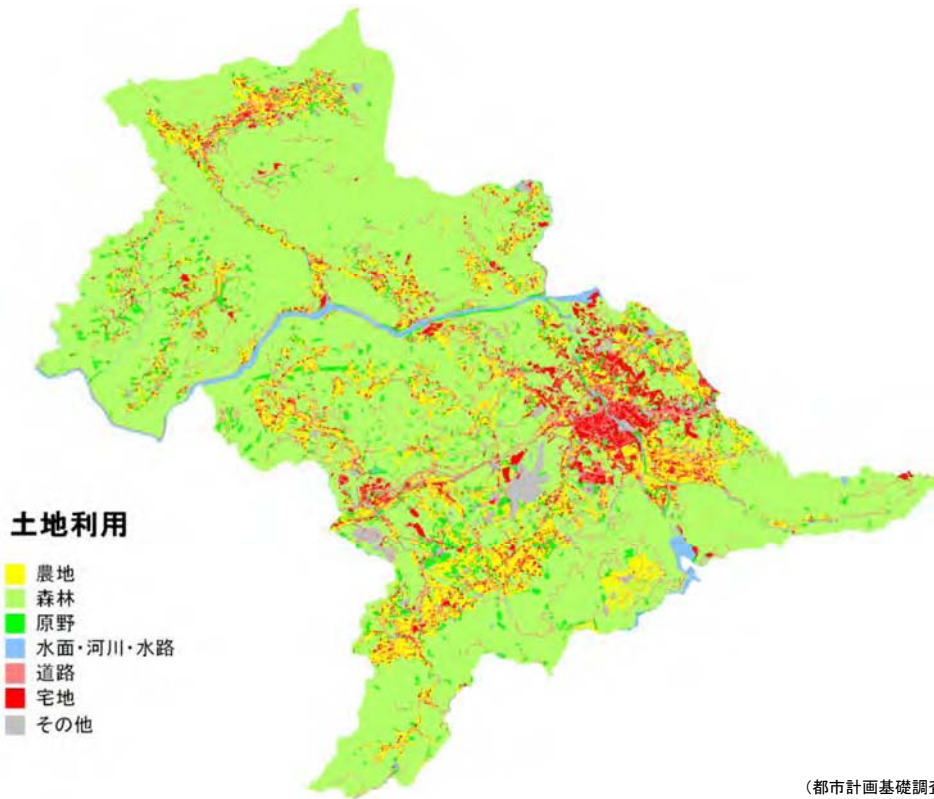 土地利用
農地
森林
原野
水面・河川・水路
道路
宅地
その他
（都市計画基礎調査